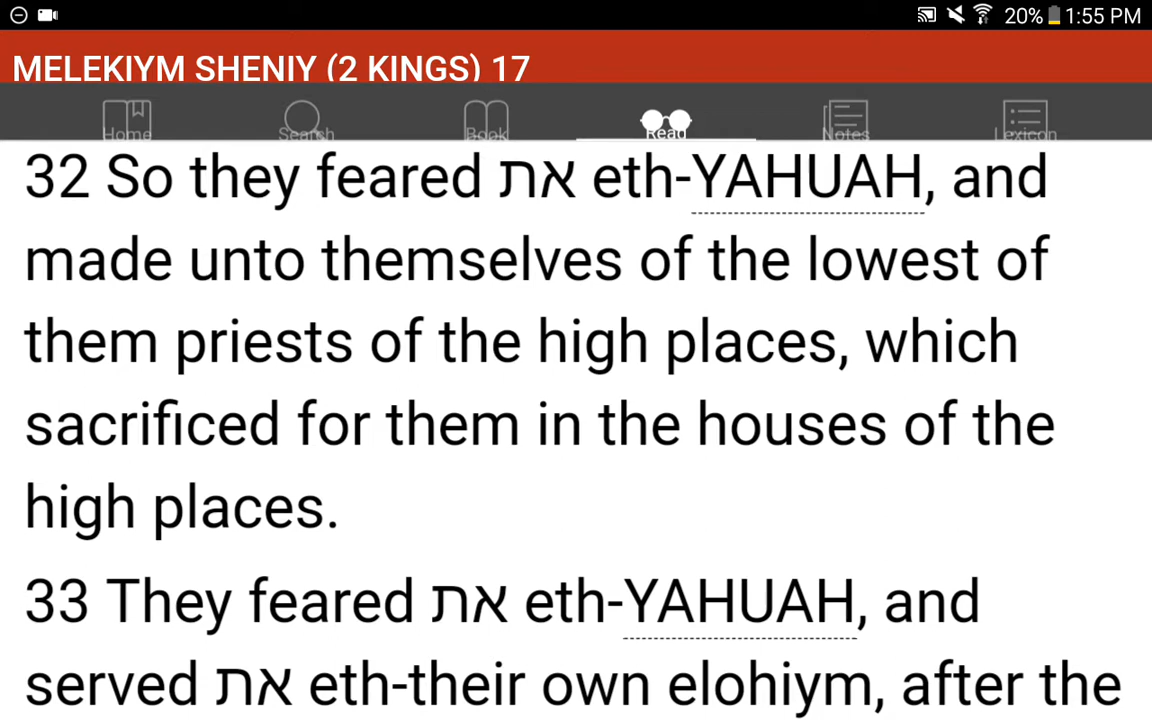 20% 1:55 PM
MELEKIYM SHENIY (2 KINGS) 17
Home Search Book Read Notes Lexicon
32 So they feared את eth-YAHUAH, and
made unto themselves of the lowest of
them priests of the high places, which
sacrificed for them in the houses of the
high places.
33 They feared את eth-YAHUAH, and
served את eth-their own elohiym, after the